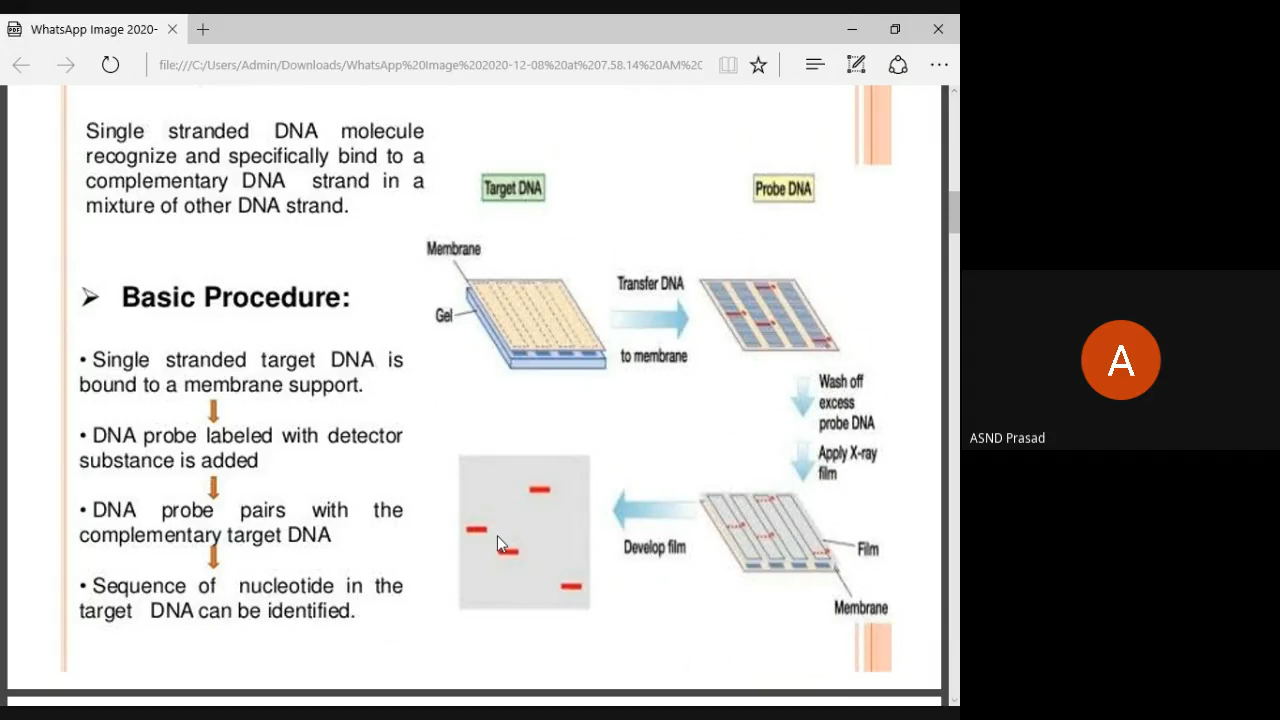 WhatsApp Image 2020-
file:///C:/Users/Admin/Downloads/WhatsApp%20Image%202020-12-08%20at%207.58.14%20AM%2C
Single stranded DNA molecule
recognize and specifically bind to a
complementary DNA strand in a
mixture of other DNA strand.
Target DNA
Probe DNA
Membrane
Gel
Transfer DNA
to membrane
Wash off
excess
probe DNA
Apply X-ray
film
Develop film
Film
Membrane
➢ Basic Procedure:
• Single stranded target DNA is
bound to a membrane support.
• DNA probe labeled with detector
substance is added
• DNA probe pairs with the
complementary target DNA
• Sequence of nucleotide in the
target DNA can be identified.
A
ASND Prasad